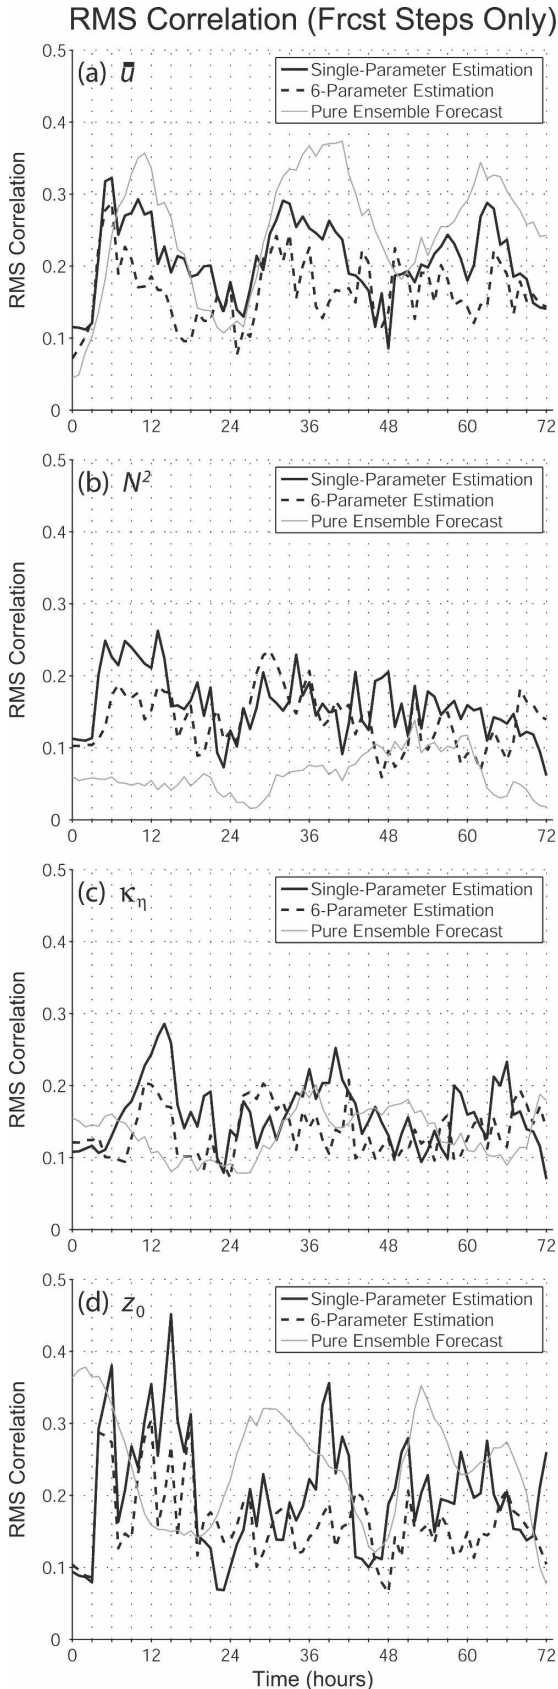 RMS Correlation (Frcst Steps Only)
(a) ū
Single-Parameter Estimation
6-Parameter Estimation
Pure Ensemble Forecast
RMS Correlation
0.5
0.4
0.3
0.2
0.1
0
0 12 24 36 48 60 72
(b) N²
Single-Parameter Estimation
6-Parameter Estimation
Pure Ensemble Forecast
RMS Correlation
0.5
0.4
0.3
0.2
0.1
0
0 12 24 36 48 60 72
(c) κη
Single-Parameter Estimation
6-Parameter Estimation
Pure Ensemble Forecast
RMS Correlation
0.5
0.4
0.3
0.2
0.1
0
0 12 24 36 48 60 72
(d) z₀
Single-Parameter Estimation
6-Parameter Estimation
Pure Ensemble Forecast
RMS Correlation
0.5
0.4
0.3
0.2
0.1
0
0 12 24 36 48 60 72
Time (hours)